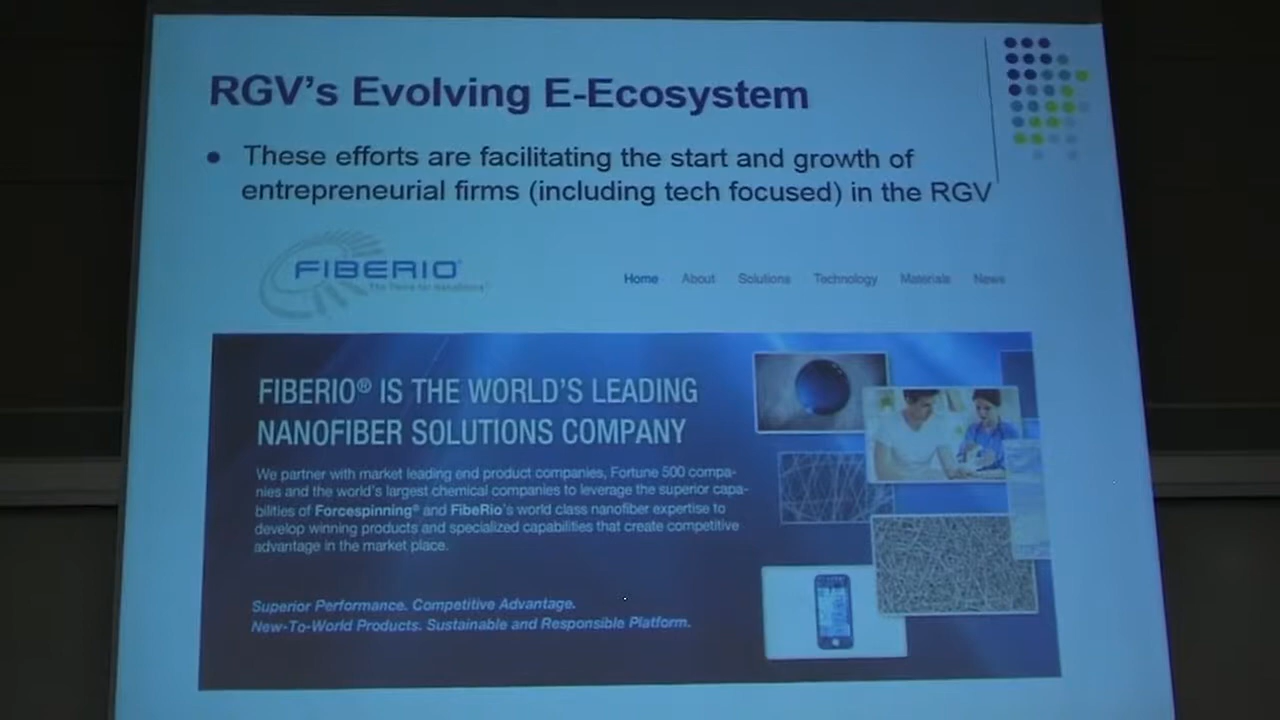 RGV's Evolving E-Ecosystem
• These efforts are facilitating the start and growth of
entrepreneurial firms (including tech focused) in the RGV
FIBERIO®
Home About Solutions Technology Materials News
FIBERIO® IS THE WORLD'S LEADING
NANOFIBER SOLUTIONS COMPANY
We partner with market leading end product companies, Fortune 500 compa-
nies and the world's largest chemical companies to leverage the superior capa-
bilities of Forcespinning® and FibeRio's world class nanofiber expertise to
develop winning products and specialized capabilities that create competitive
advantage in the market place.
Superior Performance. Competitive Advantage.
New-To-World Products. Sustainable and Responsible Platform.